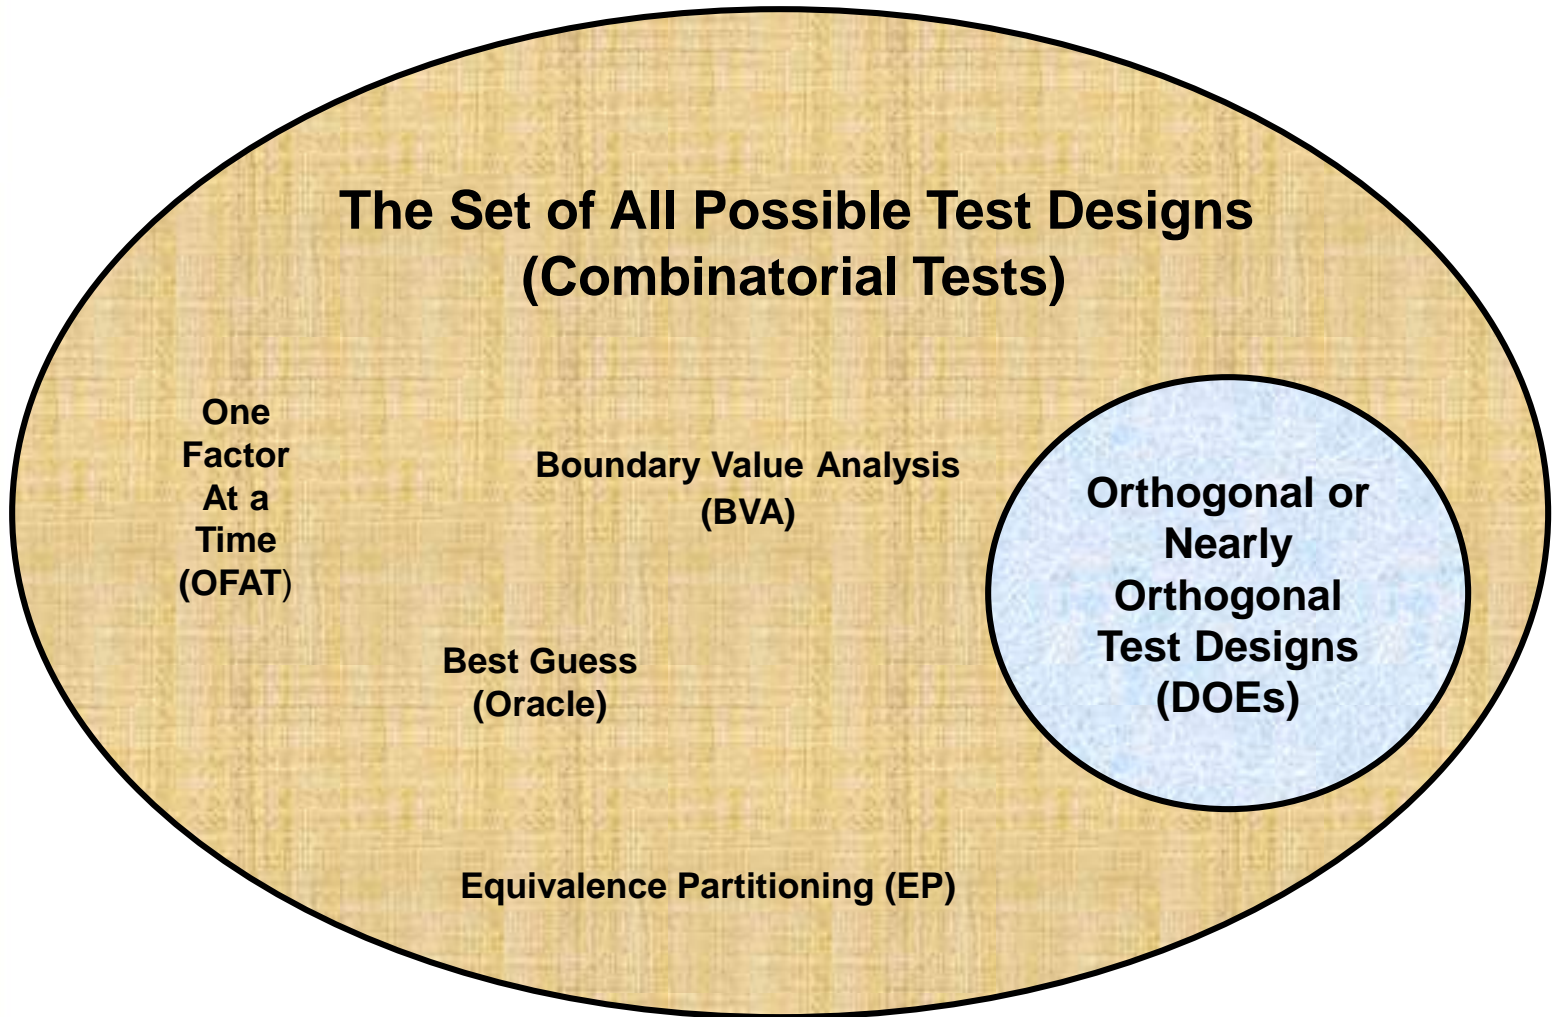 The Set of All Possible Test Designs
(Combinatorial Tests)
One
Factor
At a
Time
(OFAT)
Boundary Value Analysis
(BVA)
Orthogonal or
Nearly
Orthogonal
Test Designs
(DOEs)
Best Guess
(Oracle)
Equivalence Partitioning (EP)